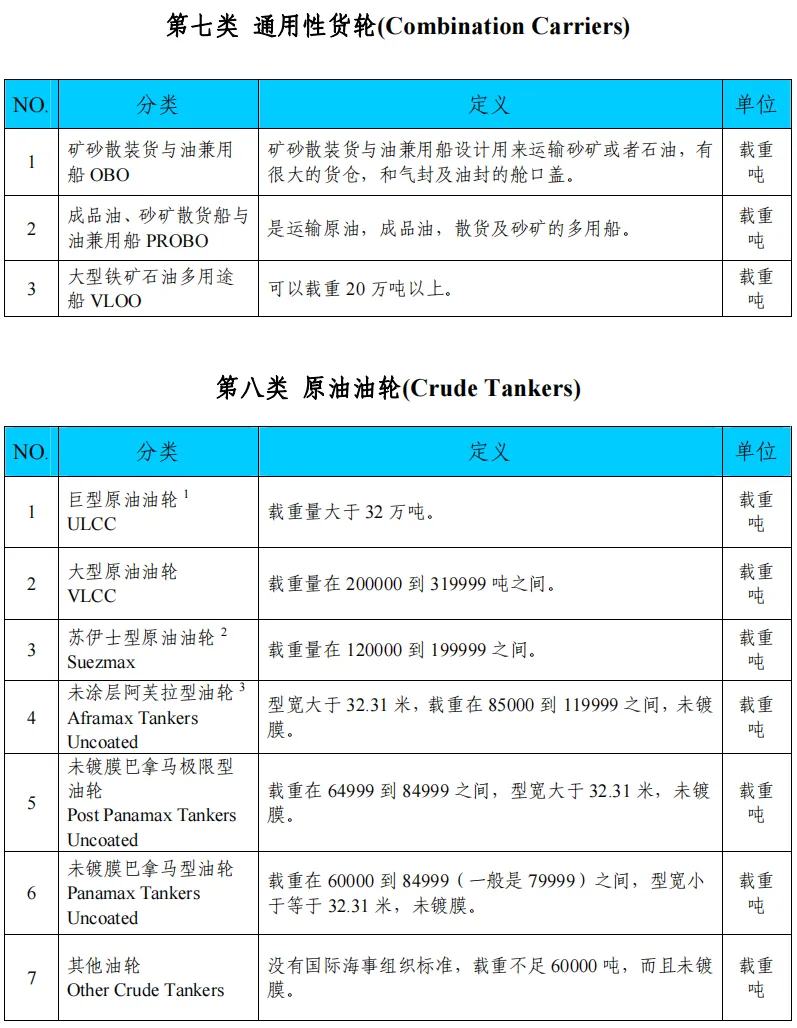 第七类 通用性货轮(Combination Carriers)
NO. 分类 定义 单位
1
矿砂散装货与油兼用
船 OBO
矿砂散装货与油兼用船设计用来运输砂矿或者石油，有
很大的货仓，和气封及油封的舱口盖。
载重
吨
2
成品油、砂矿散货船与
油兼用船 PROBO
是运输原油，成品油，散货及砂矿的多用船。
载重
吨
3
大型铁矿石油多用途
船 VLOO
可以载重 20 万吨以上。
载重
吨
第八类 原油油轮(Crude Tankers)
NO. 分类 定义 单位
1
巨型原油油轮 1
ULCC
载重量大于 32 万吨。
载重
吨
2
大型原油油轮
VLCC
载重量在 200000 到 319999 吨之间。
载重
吨
3
苏伊士型原油油轮 2
Suezmax
载重量在 120000 到 199999 之间。
载重
吨
4
未涂层阿芙拉型油轮 3
Aframax Tankers
Uncoated
型宽大于 32.31 米，载重在 85000 到 119999 之间，未镀
膜。
载重
吨
5
未镀膜巴拿马极限型
油轮
Post Panamax Tankers
Uncoated
载重在 64999 到 84999 之间，型宽大于 32.31 米，未镀
膜。
载重
吨
6
未镀膜巴拿马型油轮
Panamax Tankers
Uncoated
载重在 60000 到 84999（一般是 79999）之间，型宽小
于等于 32.31 米，未镀膜。
载重
吨
7
其他油轮
Other Crude Tankers
没有国际海事组织标准，载重不足 60000 吨，而且未镀
膜。
载重
吨